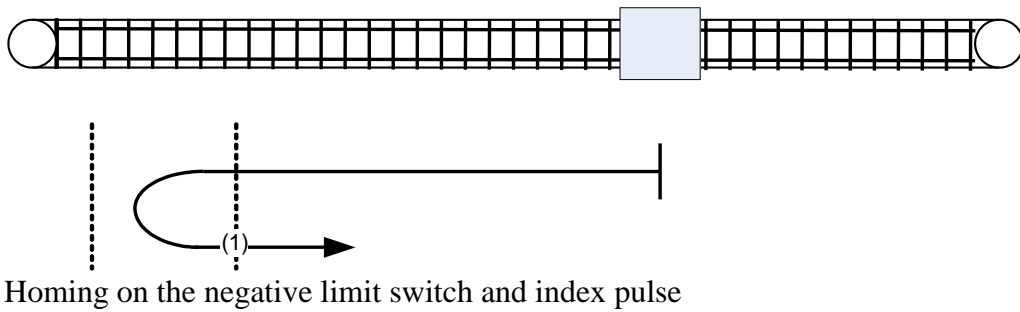 (1)
Homing on the negative limit switch and index pulse